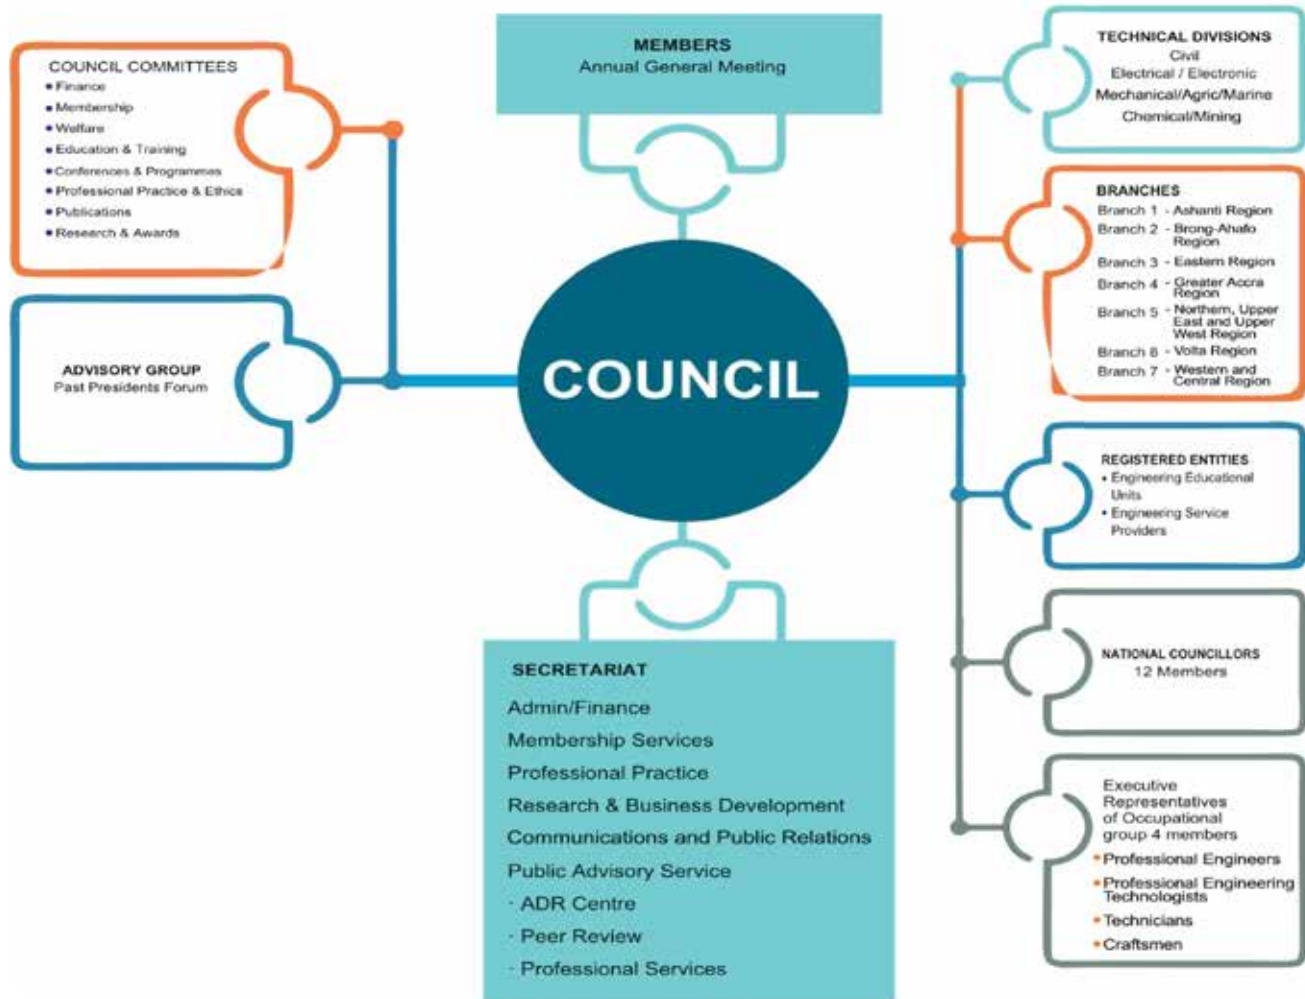 COUNCIL COMMITTEES
• Finance
• Membership
• Welfare
• Education & Training
• Conferences & Programmes
• Professional Practice & Ethics
• Publications
• Research & Awards
ADVISORY GROUP
Past Presidents Forum
MEMBERS
Annual General Meeting
COUNCIL
SECRETARIAT
Admin/Finance
Membership Services
Professional Practice
Research & Business Development
Communications and Public Relations
Public Advisory Service
· ADR Centre
· Peer Review
· Professional Services
TECHNICAL DIVISIONS
Civil
Electrical / Electronic
Mechanical/Agric/Marine
Chemical/Mining
BRANCHES
Branch 1 - Ashanti Region
Branch 2 - Brong-Ahafo
Region
Branch 3 - Eastern Region
Branch 4 - Greater Accra
Region
Branch 5 - Northern, Upper
East and Upper
West Region
Branch 6 - Volta Region
Branch 7 - Western and
Central Region
REGISTERED ENTITIES
• Engineering Educational
Units
• Engineering Service
Providers
NATIONAL COUNCILLORS
12 Members
Executive
Representatives
of Occupational
group 4 members
• Professional Engineers
• Professional Engineering
Technologists
• Technicians
• Craftsmen